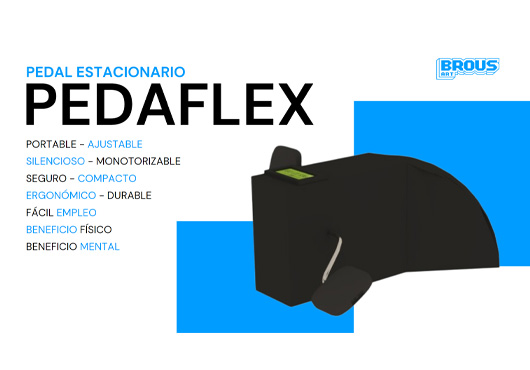 PEDAL ESTACIONARIO
PEDAFLEX
BROUS
ART
PORTABLE - AJUSTABLE
SILENCIOSO - MONOTORIZABLE
SEGURO - COMPACTO
ERGONÓMICO - DURABLE
FÁCIL EMPLEO
BENEFICIO FÍSICO
BENEFICIO MENTAL